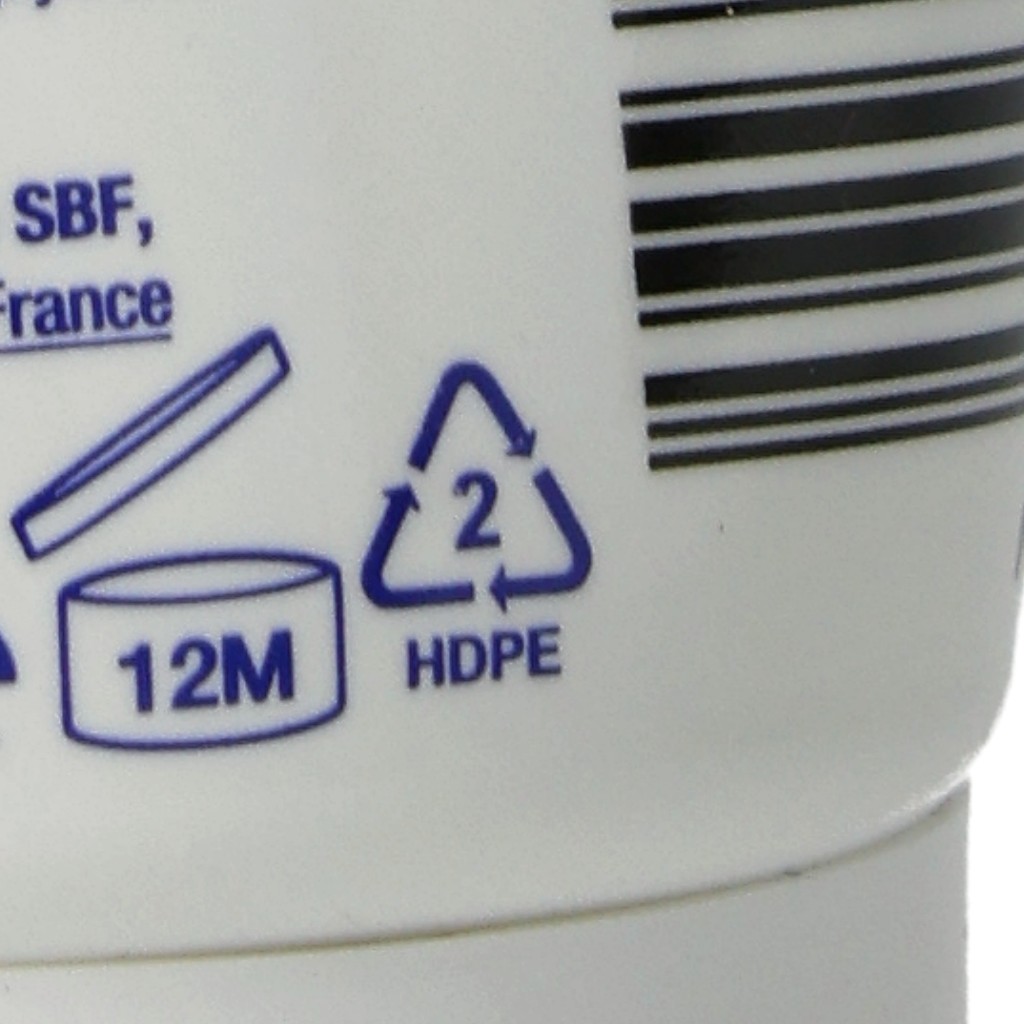 SBF,
France
2
12M
HDPE